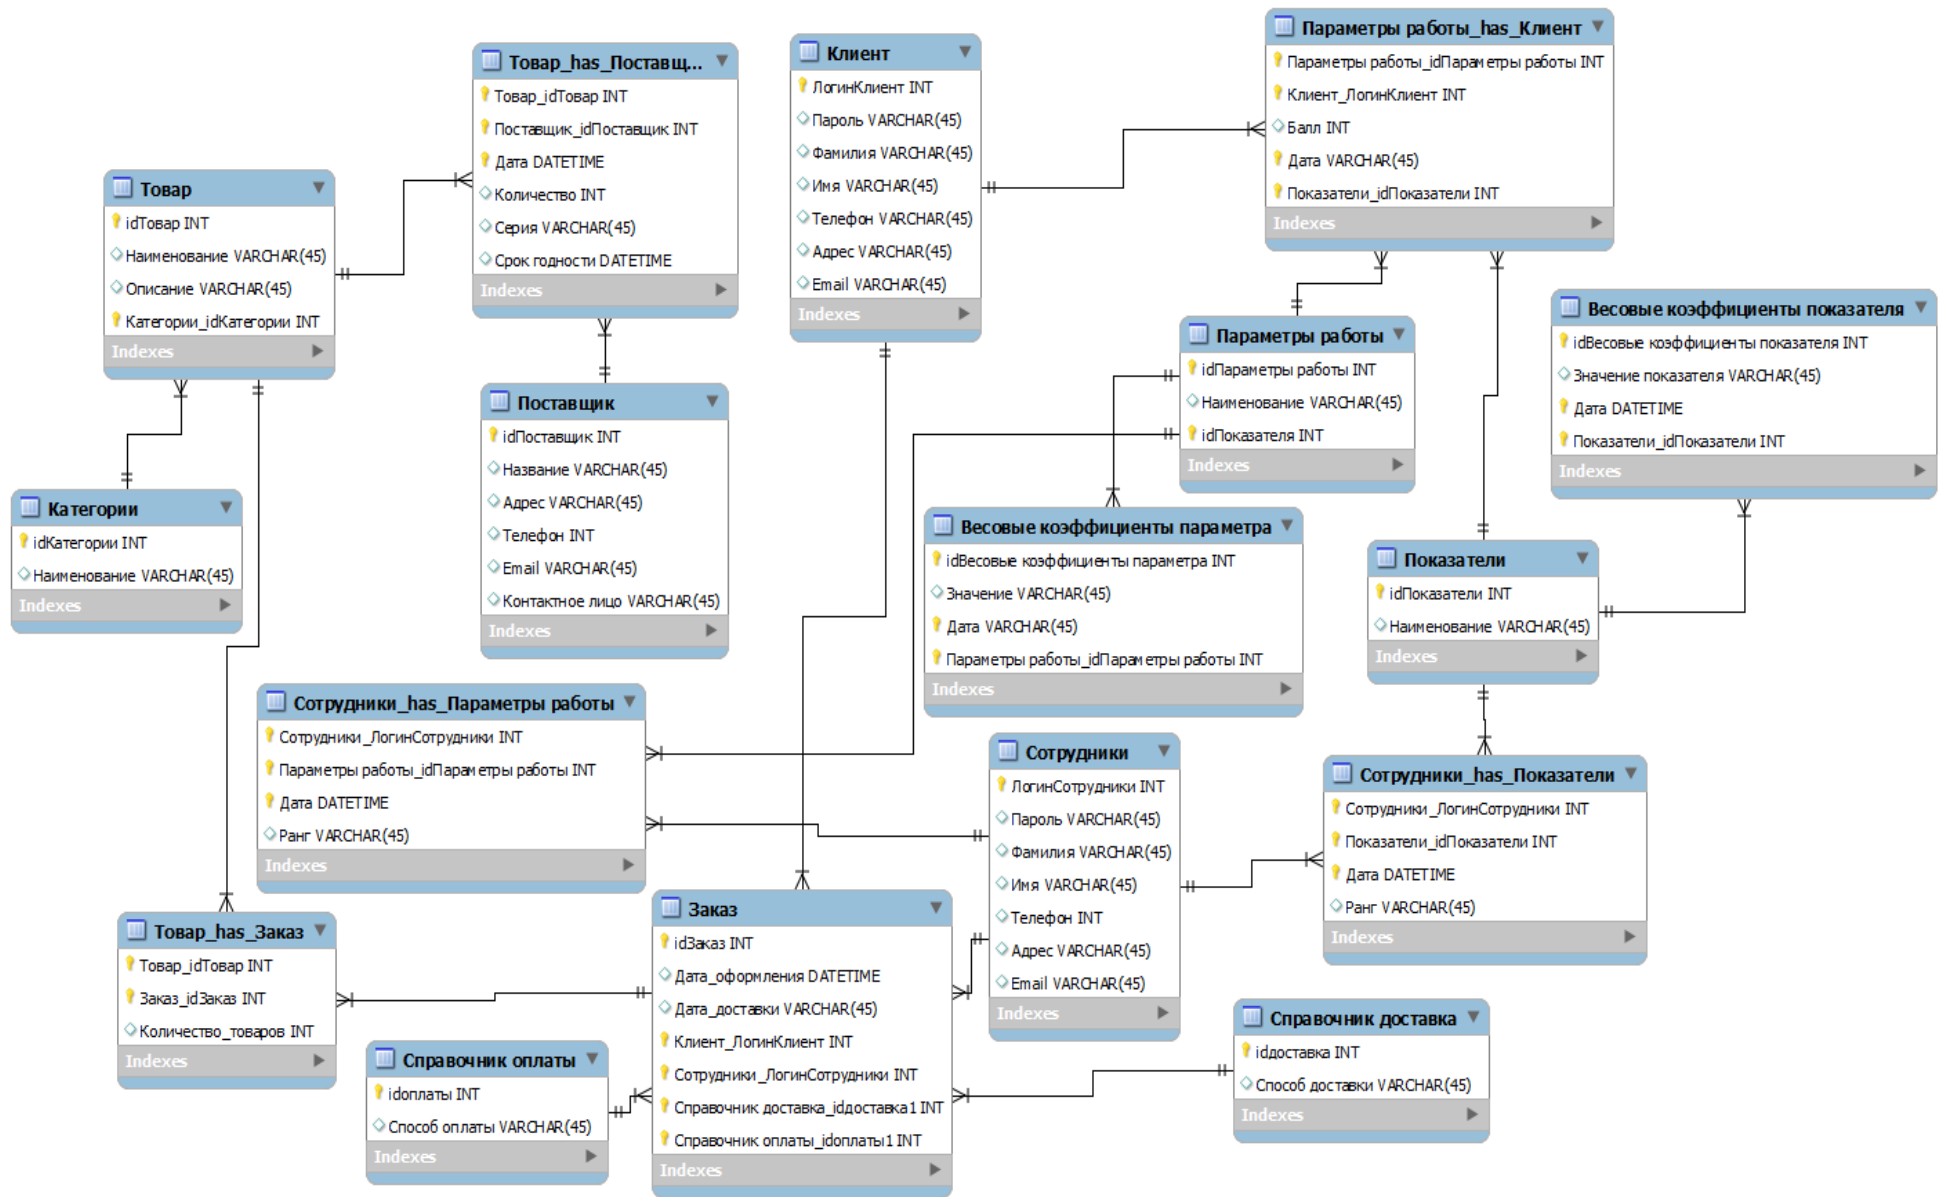 Товар_has_Поставщ...
Товар_idТовар INT
Поставщик_idПоставщик INT
Дата DATETIME
Количество INT
Серия VARCHAR(45)
Срок годности DATETIME
Indexes
Клиент
ЛогинКлиент INT
Пароль VARCHAR(45)
Фамилия VARCHAR(45)
Имя VARCHAR(45)
Телефон VARCHAR(45)
Адрес VARCHAR(45)
Email VARCHAR(45)
Indexes
Параметры работы_has_Клиент
Параметры работы_idПараметры работы INT
Клиент_ЛогинКлиент INT
Балл INT
Дата VARCHAR(45)
Показатели_idПоказатели INT
Indexes
Товар
idТовар INT
Наименование VARCHAR(45)
Описание VARCHAR(45)
Категории_idКатегории INT
Indexes
Поставщик
idПоставщик INT
Название VARCHAR(45)
Адрес VARCHAR(45)
Телефон INT
Email VARCHAR(45)
Контактное лицо VARCHAR(45)
Indexes
Параметры работы
idПараметры работы INT
Наименование VARCHAR(45)
idПоказателя INT
Indexes
Весовые коэффициенты показателя
idВесовые коэффициенты показателя INT
Значение показателя VARCHAR(45)
Дата DATETIME
Показатели_idПоказатели INT
Indexes
Категории
idКатегории INT
Наименование VARCHAR(45)
Indexes
Весовые коэффициенты параметра
idВесовые коэффициенты параметра INT
Значение VARCHAR(45)
Дата VARCHAR(45)
Параметры работы_idПараметры работы INT
Indexes
Показатели
idПоказатели INT
Наименование VARCHAR(45)
Indexes
Сотрудники_has_Параметры работы
Сотрудники_ЛогинСотрудники INT
Параметры работы_idПараметры работы INT
Дата DATETIME
Ранг VARCHAR(45)
Indexes
Сотрудники
ЛогинСотрудники INT
Пароль VARCHAR(45)
Фамилия VARCHAR(45)
Имя VARCHAR(45)
Телефон INT
Адрес VARCHAR(45)
Email VARCHAR(45)
Indexes
Сотрудники_has_Показатели
Сотрудники_ЛогинСотрудники INT
Показатели_idПоказатели INT
Дата DATETIME
Ранг VARCHAR(45)
Indexes
Товар_has_Заказ
Товар_idТовар INT
Заказ_idЗаказ INT
Количество_товаров INT
Indexes
Заказ
idЗаказ INT
Дата_оформления DATETIME
Дата_доставки VARCHAR(45)
Клиент_ЛогинКлиент INT
Сотрудники_ЛогинСотрудники INT
Справочник доставка_idдоставка1 INT
Справочник оплаты_idоплаты1 INT
Indexes
Справочник оплаты
idоплаты INT
Способ оплаты VARCHAR(45)
Indexes
Справочник доставка
idдоставка INT
Способ доставки VARCHAR(45)
Indexes